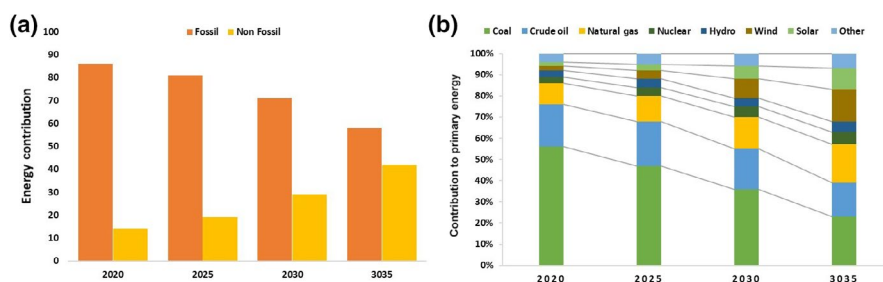 (a)
Fossil Non Fossil
Energy contribution
100
90
80
70
60
50
40
30
20
10
0
2020 2025 2030 3035
(b)
Coal Crude oil Natural gas Nuclear Hydro Wind Solar Other
Contribution to primary energy
100%
90%
80%
70%
60%
50%
40%
30%
20%
10%
0%
2020 2025 2030 3035